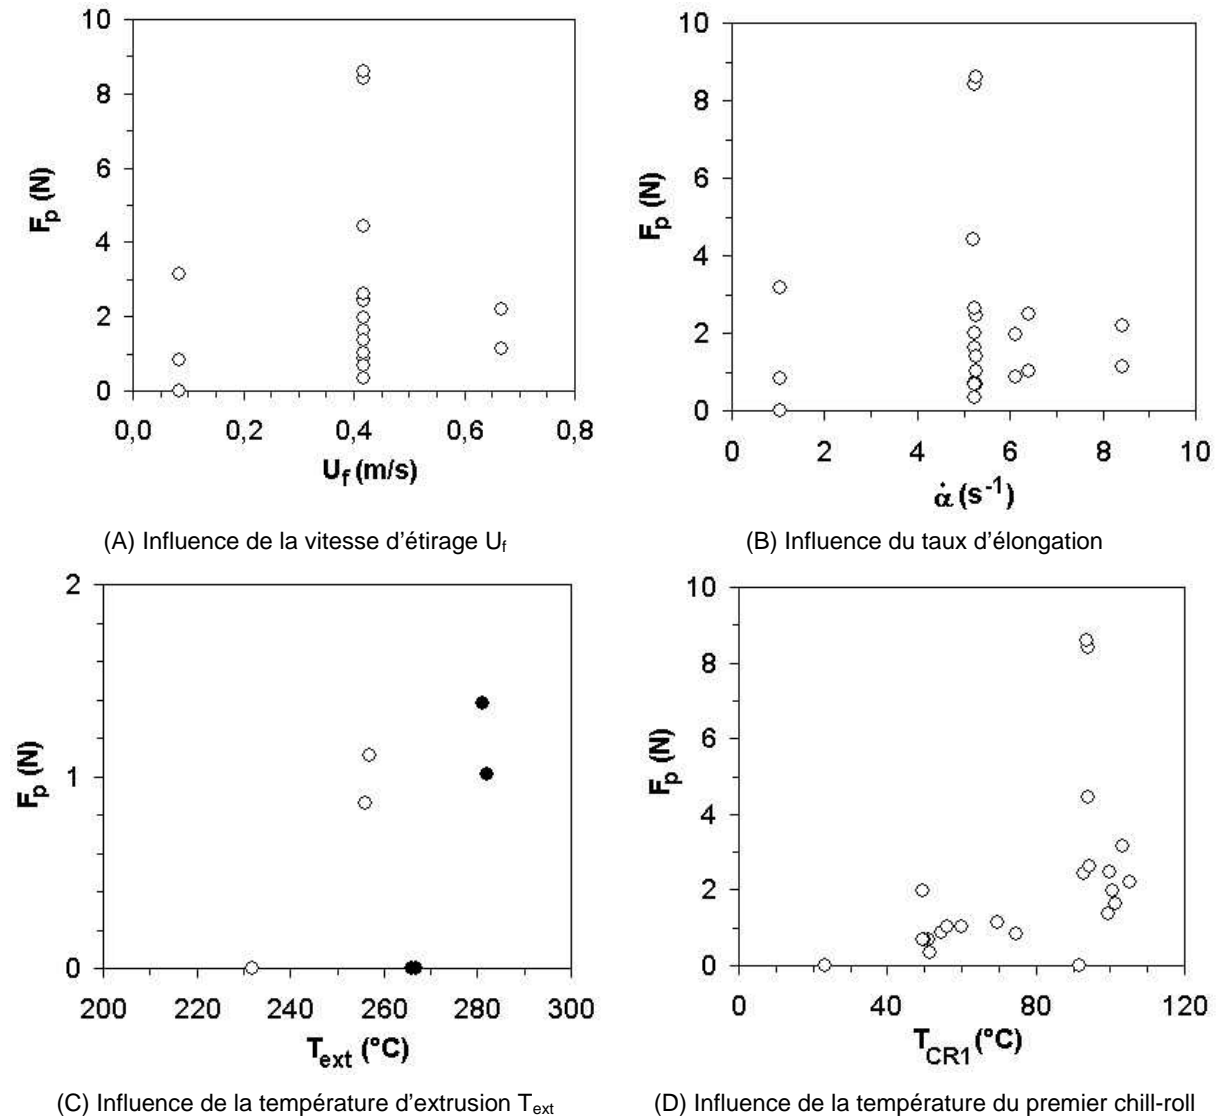 10
8
6
4
2
0
F_p (N)
0,0 0,2 0,4 0,6 0,8
U_f (m/s)
(A) Influence de la vitesse d'étirage U_f
10
8
6
4
2
0
F_p (N)
0 2 4 6 8 10
α̇ (s^-1)
(B) Influence du taux d'élongation
2
1
0
F_p (N)
200 220 240 260 280 300
T_ext (°C)
(C) Influence de la température d'extrusion T_ext
10
8
6
4
2
0
F_p (N)
0 40 80 120
T_CR1 (°C)
(D) Influence de la température du premier chill-roll